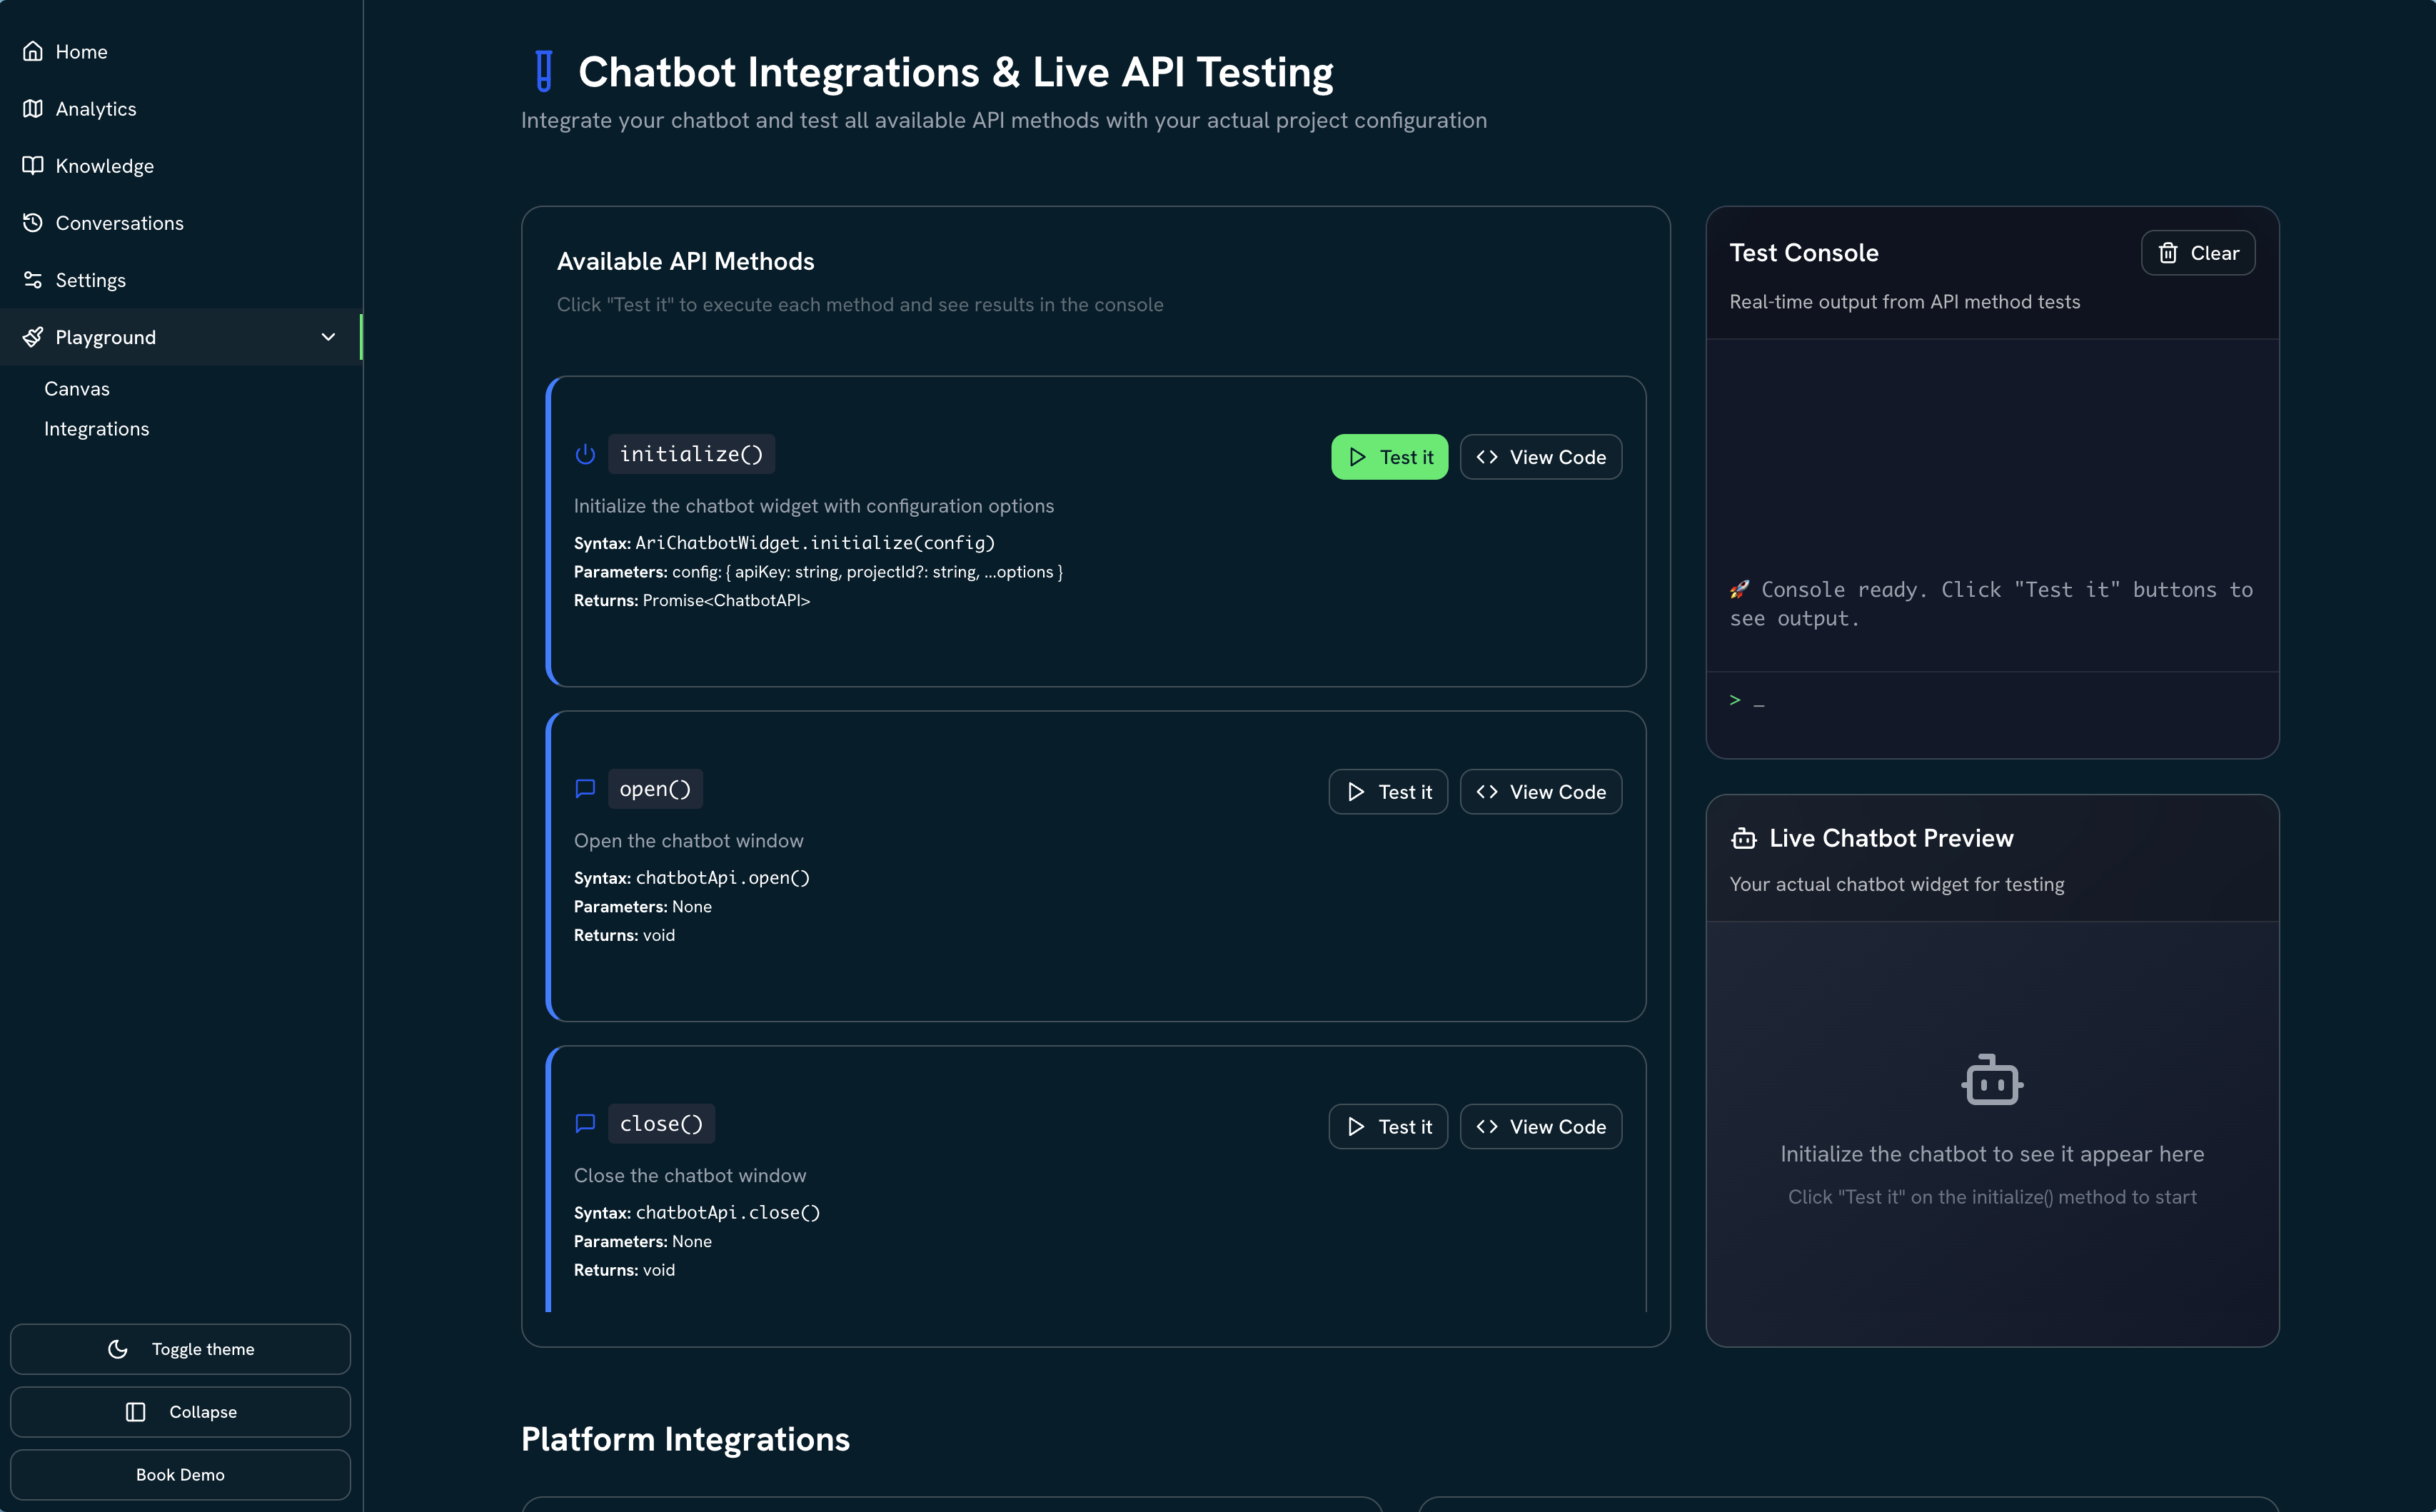 Home
Analytics
Knowledge
Conversations
Settings
Playground
Canvas
Integrations
Toggle theme
Collapse
Book Demo
Chatbot Integrations & Live API Testing
Integrate your chatbot and test all available API methods with your actual project configuration
Available API Methods
Click "Test it" to execute each method and see results in the console
initialize()
Test it
View Code
Initialize the chatbot widget with configuration options
Syntax: AriChatbotWidget.initialize(config)
Parameters: config: { apiKey: string, projectId?: string, ...options }
Returns: Promise<ChatbotAPI>
open()
Test it
View Code
Open the chatbot window
Syntax: chatbotApi.open()
Parameters: None
Returns: void
close()
Test it
View Code
Close the chatbot window
Syntax: chatbotApi.close()
Parameters: None
Returns: void
Test Console
Clear
Real-time output from API method tests
🚀 Console ready. Click "Test it" buttons to
see output.
> _
Live Chatbot Preview
Your actual chatbot widget for testing
Initialize the chatbot to see it appear here
Click "Test it" on the initialize() method to start
Platform Integrations